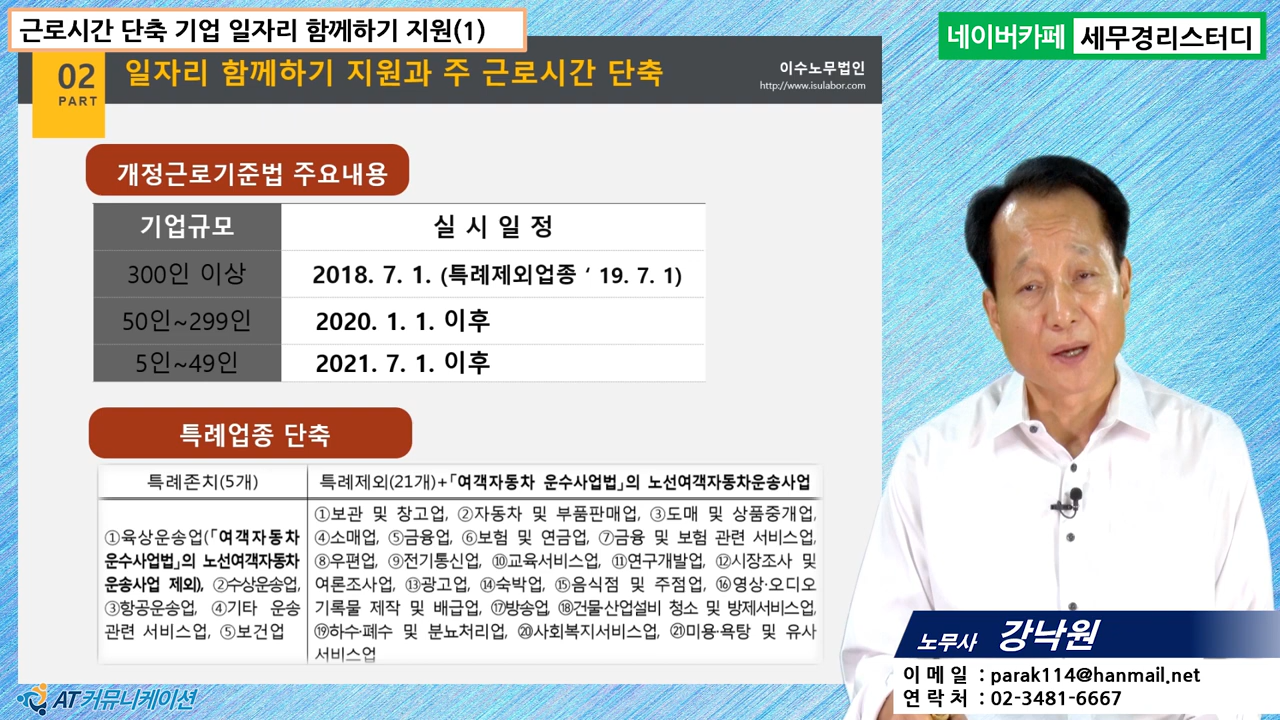 근로시간 단축 기업 일자리 함께하기 지원(1)
네이버카페 세무경리스터디
02
PART
일자리 함께하기 지원과 주 근로시간 단축
이수노무법인
http://www.isulabor.com
개정근로기준법 주요내용
기업규모 실 시 일 정
300인 이상 2018. 7. 1. (특례제외업종 ‘ 19. 7. 1)
50인~299인 2020. 1. 1. 이후
5인~49인 2021. 7. 1. 이후
특례업종 단축
특례존치(5개) 특례제외(21개)+「여객자동차 운수사업법」의 노선여객자동차운송사업
①육상운송업(「여객자동차
운수사업법」의 노선여객자동차
운송사업 제외), ②수상운송업,
③항공운송업, ④기타 운송
관련 서비스업, ⑤보건업
①보관 및 창고업, ②자동차 및 부품판매업, ③도매 및 상품중개업,
④소매업, ⑤금융업, ⑥보험 및 연금업, ⑦금융 및 보험 관련 서비스업,
⑧우편업, ⑨전기통신업, ⑩교육서비스업, ⑪연구개발업, ⑫시장조사 및
여론조사업, ⑬광고업, ⑭숙박업, ⑮음식점 및 주점업, ⑯영상·오디오
기록물 제작 및 배급업, ⑰방송업, ⑱건물·산업설비 청소 및 방제서비스업,
⑲하수·폐수 및 분뇨처리업, ⑳사회복지서비스업, ㉑미용·욕탕 및 유사
서비스업
노무사 강낙원
이 메 일 : parak114@hanmail.net
연 락 처 : 02-3481-6667
AT커뮤니케이션